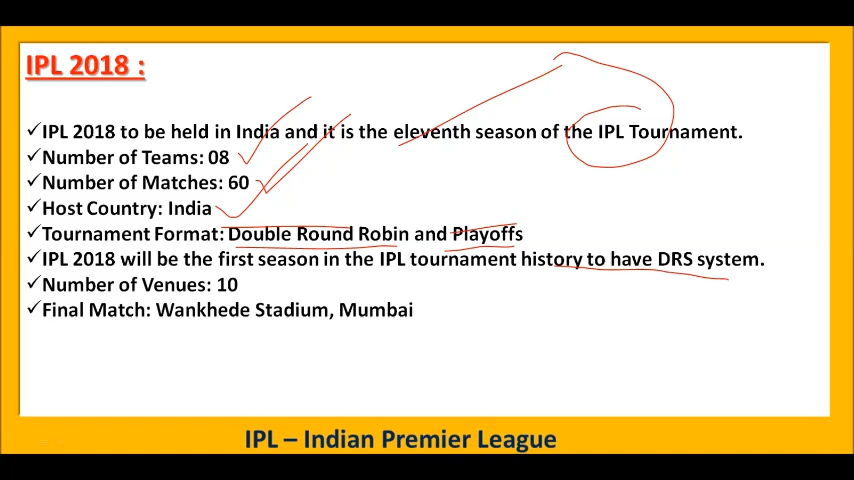 IPL 2018 :
✓IPL 2018 to be held in India and it is the eleventh season of the IPL Tournament.
✓Number of Teams: 08
✓Number of Matches: 60
✓Host Country: India
✓Tournament Format: Double Round Robin and Playoffs
✓IPL 2018 will be the first season in the IPL tournament history to have DRS system.
✓Number of Venues: 10
✓Final Match: Wankhede Stadium, Mumbai
IPL – Indian Premier League